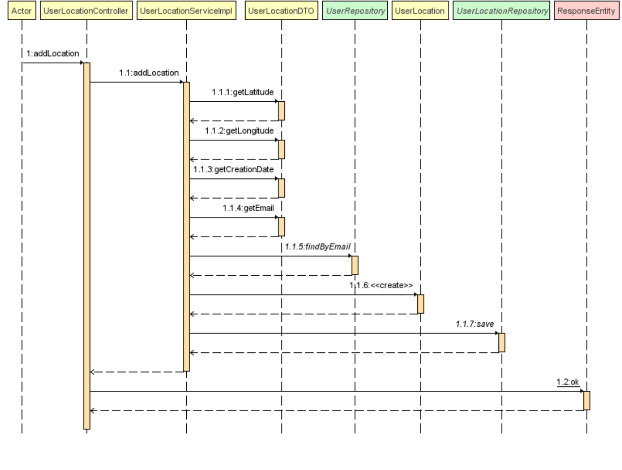 Actor UserLocationController UserLocationServiceImpl UserLocationDTO UserRepository UserLocation UserLocationRepository ResponseEntity
1:addLocation
1.1:addLocation
1.1.1:getLatitude
1.1.2:getLongitude
1.1.3:getCreationDate
1.1.4:getEmail
1.1.5:findByEmail
1.1.6:<<create>>
1.1.7:save
1.2:ok